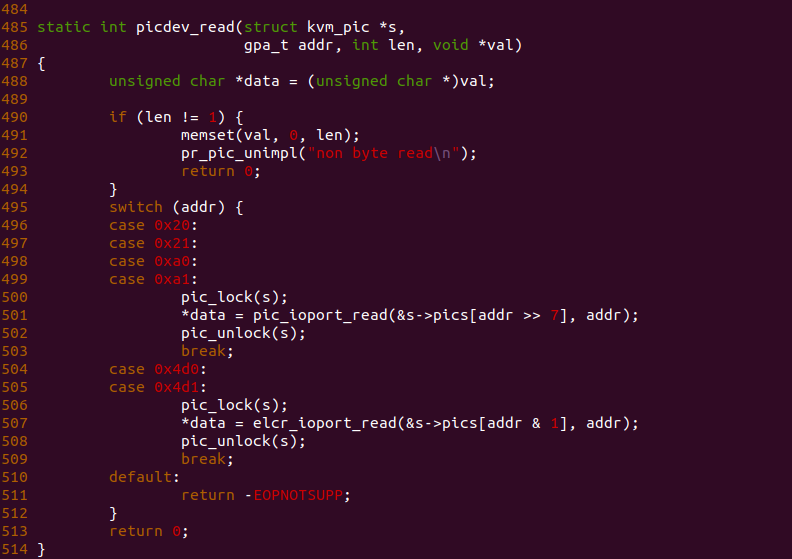 484
485 static int picdev_read(struct kvm_pic *s,
486                        gpa_t addr, int len, void *val)
487 {
488         unsigned char *data = (unsigned char *)val;
489
490         if (len != 1) {
491                 memset(val, 0, len);
492                 pr_pic_unimpl("non byte read\n");
493                 return 0;
494         }
495         switch (addr) {
496         case 0x20:
497         case 0x21:
498         case 0xa0:
499         case 0xa1:
500                 pic_lock(s);
501                 *data = pic_ioport_read(&s->pics[addr >> 7], addr);
502                 pic_unlock(s);
503                 break;
504         case 0x4d0:
505         case 0x4d1:
506                 pic_lock(s);
507                 *data = elcr_ioport_read(&s->pics[addr & 1], addr);
508                 pic_unlock(s);
509                 break;
510         default:
511                 return -EOPNOTSUPP;
512         }
513         return 0;
514 }